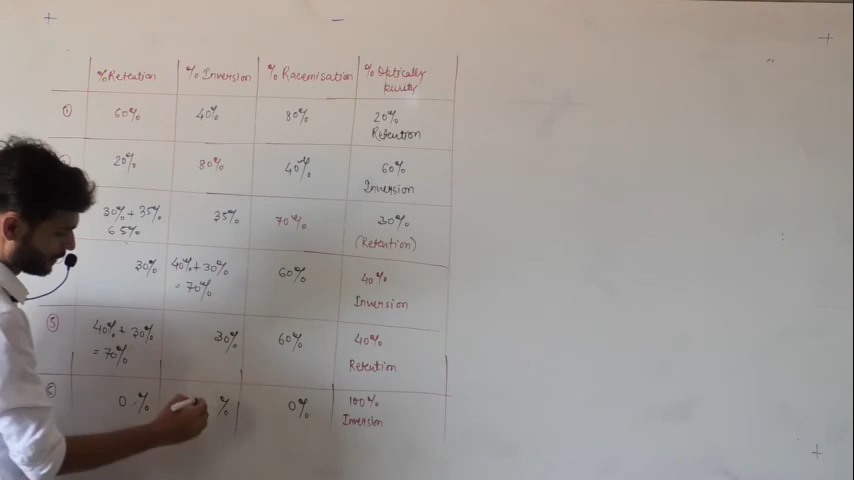 % Retention % Inversion % Racemisation % Optically
purity
1 60% 40% 80% 20%
Retention
20% 80% 40% 60%
Inversion
30% + 35% 35% 70% 30%
65% (Retention)
30% 40% + 30% 60% 40%
= 70% Inversion
5 40% + 30% 30% 60% 40%
= 70% Retention
6 0% % 0% 100%
Inversion